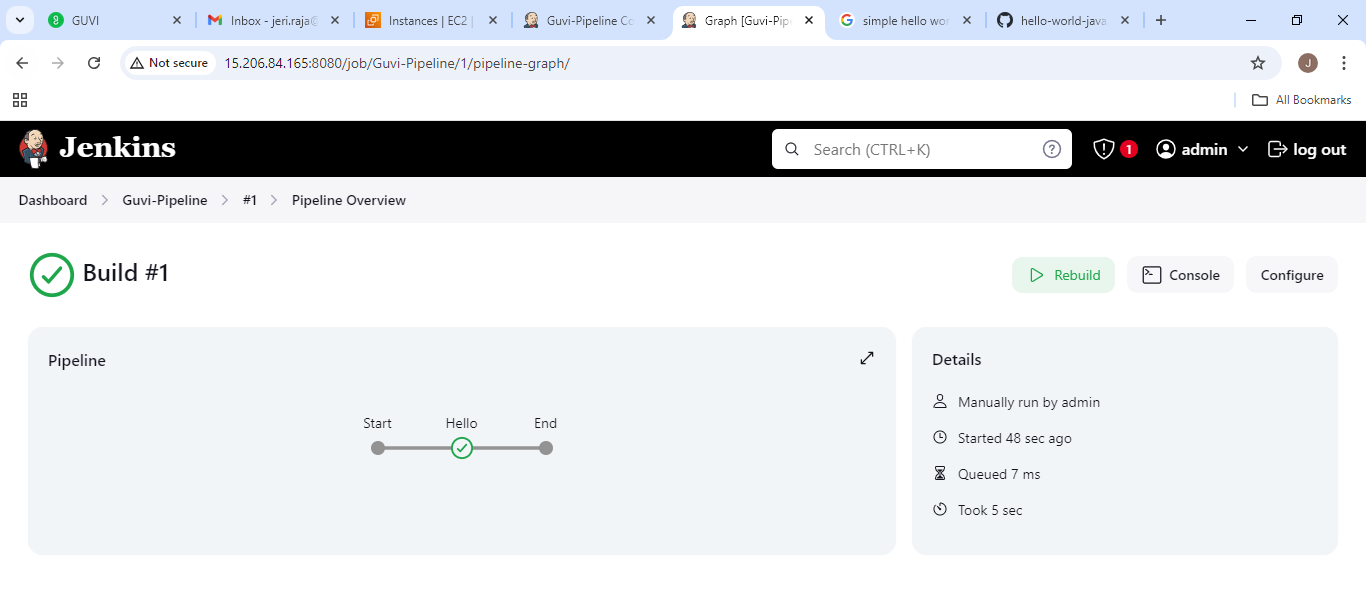 GUVI
Inbox - jeri.raja@
Instances | EC2 |
Guvi-Pipeline Co
Graph [Guvi-Pip
simple hello wor
hello-world-java
Not secure
15.206.84.165:8080/job/Guvi-Pipeline/1/pipeline-graph/
J
All Bookmarks
Jenkins
Search (CTRL+K)
?
1
admin
log out
Dashboard
Guvi-Pipeline
#1
Pipeline Overview
Build #1
Rebuild
Console
Configure
Pipeline
Start
Hello
End
Details
Manually run by admin
Started 48 sec ago
Queued 7 ms
Took 5 sec